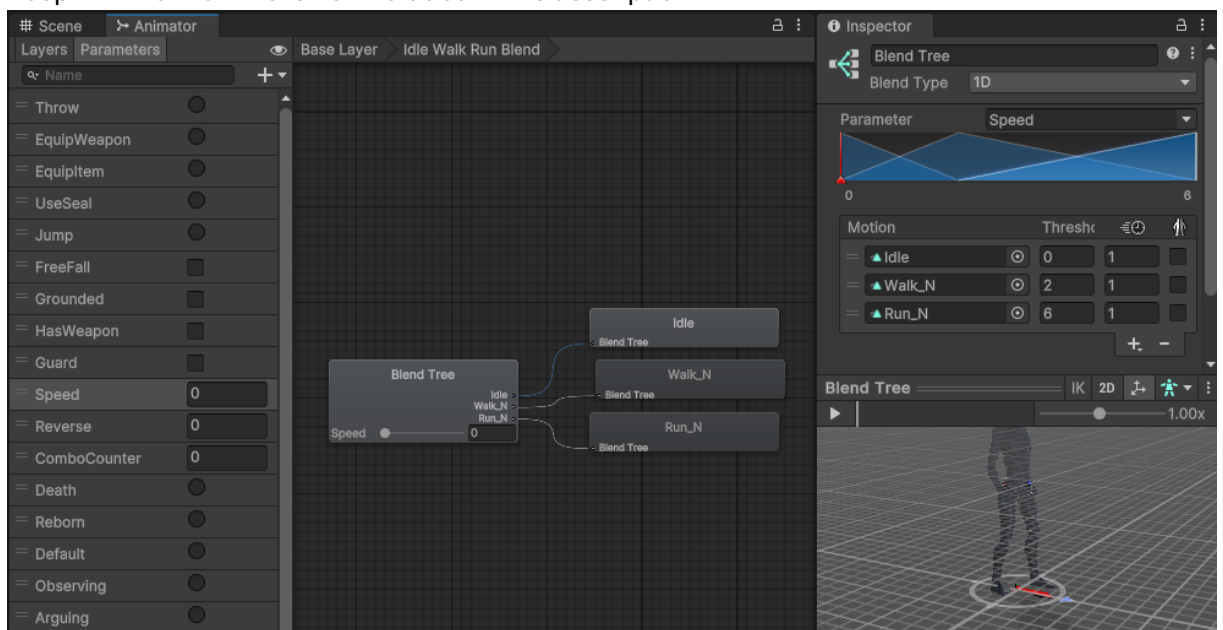 # Scene
Animator
Layers Parameters
Name
Throw
EquipWeapon
EquipItem
UseSeal
Jump
FreeFall
Grounded
HasWeapon
Guard
Speed 0
Reverse 0
ComboCounter 0
Death
Reborn
Default
Observing
Arguing
Base Layer
Idle Walk Run Blend
Blend Tree
Idle
Walk_N
Run_N
Speed 0
Idle
Blend Tree
Walk_N
Blend Tree
Run_N
Blend Tree
Inspector
Blend Tree
Blend Type 1D
Parameter Speed
0 6
Motion Thresho
Idle 0 1
Walk_N 2 1
Run_N 6 1
Blend Tree IK 2D
1.00x